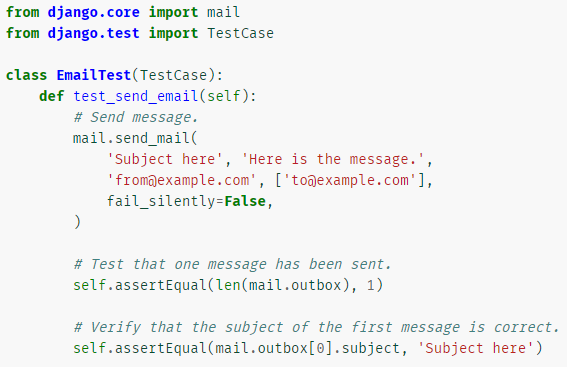 from django.core import mail
from django.test import TestCase

class EmailTest(TestCase):
    def test_send_email(self):
        # Send message.
        mail.send_mail(
            'Subject here', 'Here is the message.',
            'from@example.com', ['to@example.com'],
            fail_silently=False,
        )

        # Test that one message has been sent.
        self.assertEqual(len(mail.outbox), 1)

        # Verify that the subject of the first message is correct.
        self.assertEqual(mail.outbox[0].subject, 'Subject here')